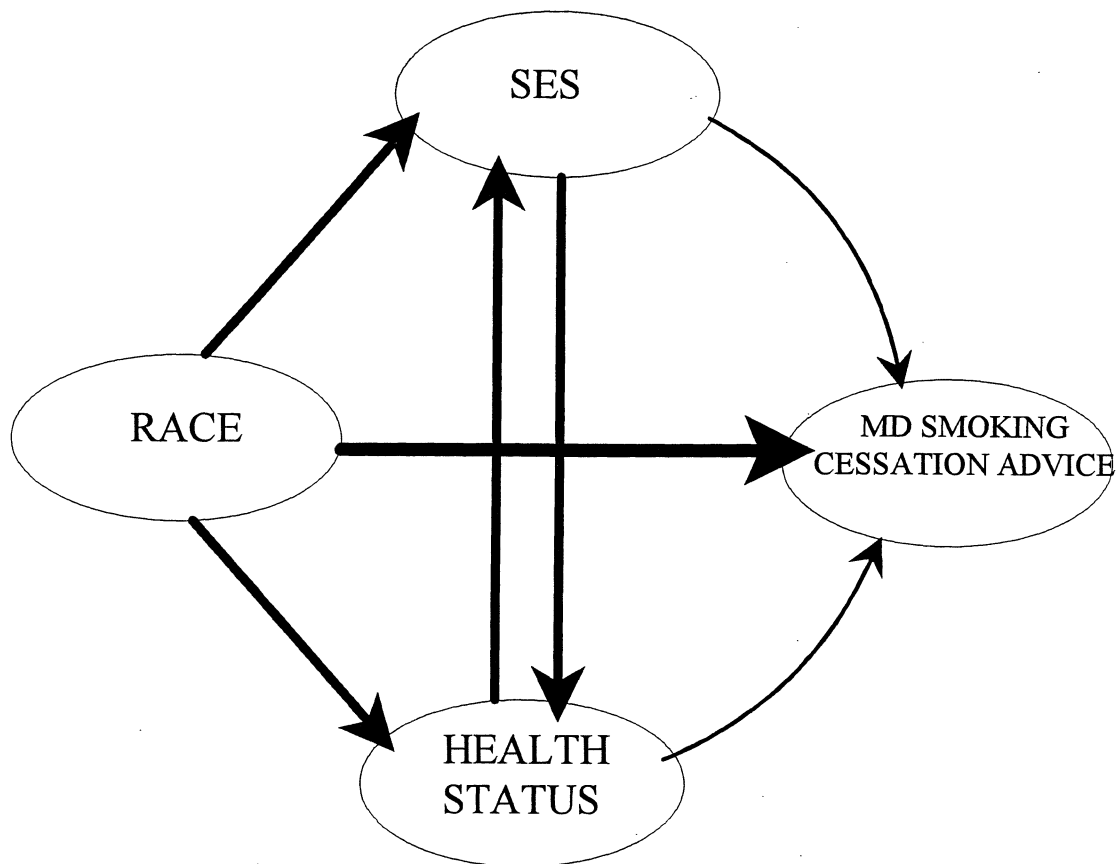 SES
RACE
MD SMOKING
CESSATION ADVICE
HEALTH
STATUS